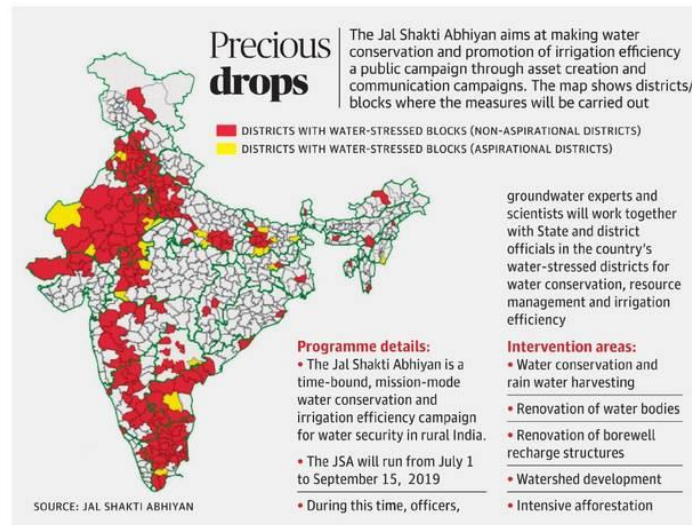 Precious
drops
The Jal Shakti Abhiyan aims at making water
conservation and promotion of irrigation efficiency
a public campaign through asset creation and
communication campaigns. The map shows districts/
blocks where the measures will be carried out
DISTRICTS WITH WATER-STRESSED BLOCKS (NON-ASPIRATIONAL DISTRICTS)
DISTRICTS WITH WATER-STRESSED BLOCKS (ASPIRATIONAL DISTRICTS)
Programme details:
• The Jal Shakti Abhiyan is a
time-bound, mission-mode
water conservation and
irrigation efficiency campaign
for water security in rural India.
• The JSA will run from July 1
to September 15, 2019
• During this time, officers,
groundwater experts and
scientists will work together
with State and district
officials in the country's
water-stressed districts for
water conservation, resource
management and irrigation
efficiency
Intervention areas:
• Water conservation and
rain water harvesting
• Renovation of water bodies
• Renovation of borewell
recharge structures
• Watershed development
• Intensive afforestation
SOURCE: JAL SHAKTI ABHIYAN